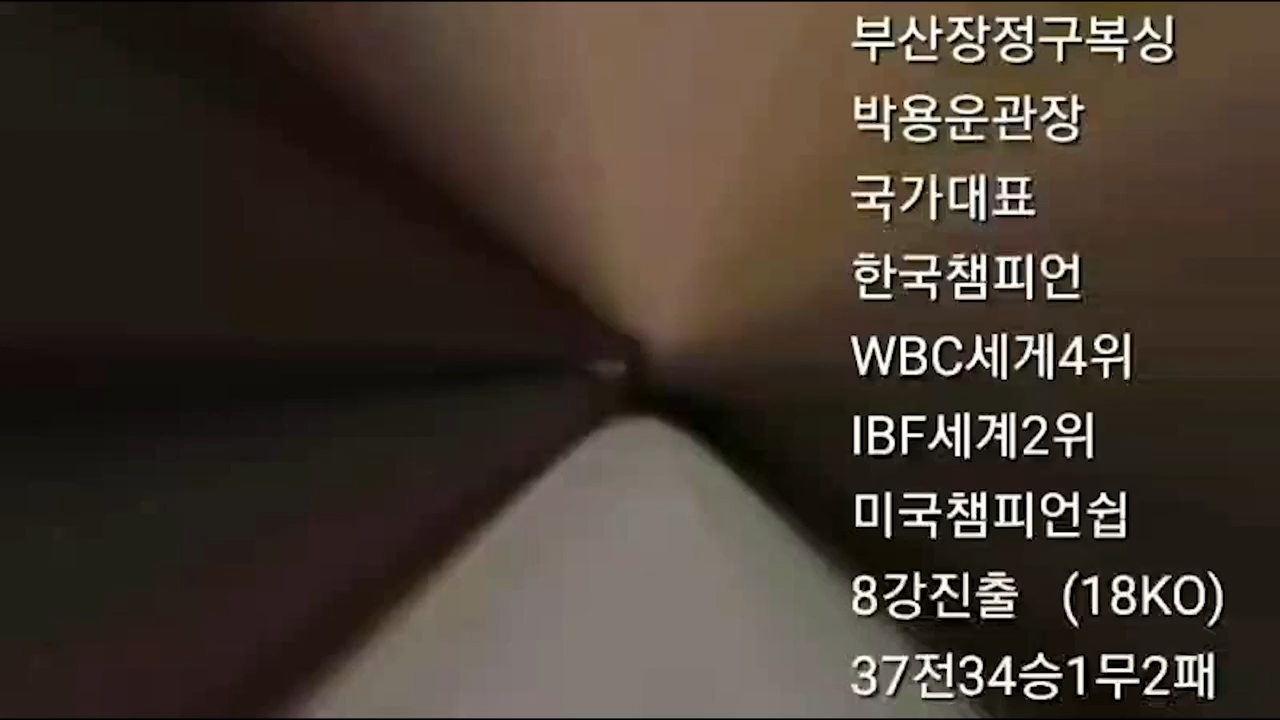 부산장정구복싱
박용운관장
국가대표
한국챔피언
WBC세게4위
IBF세계2위
미국챔피언쉽
8강진출 (18KO)
37전34승1무2패